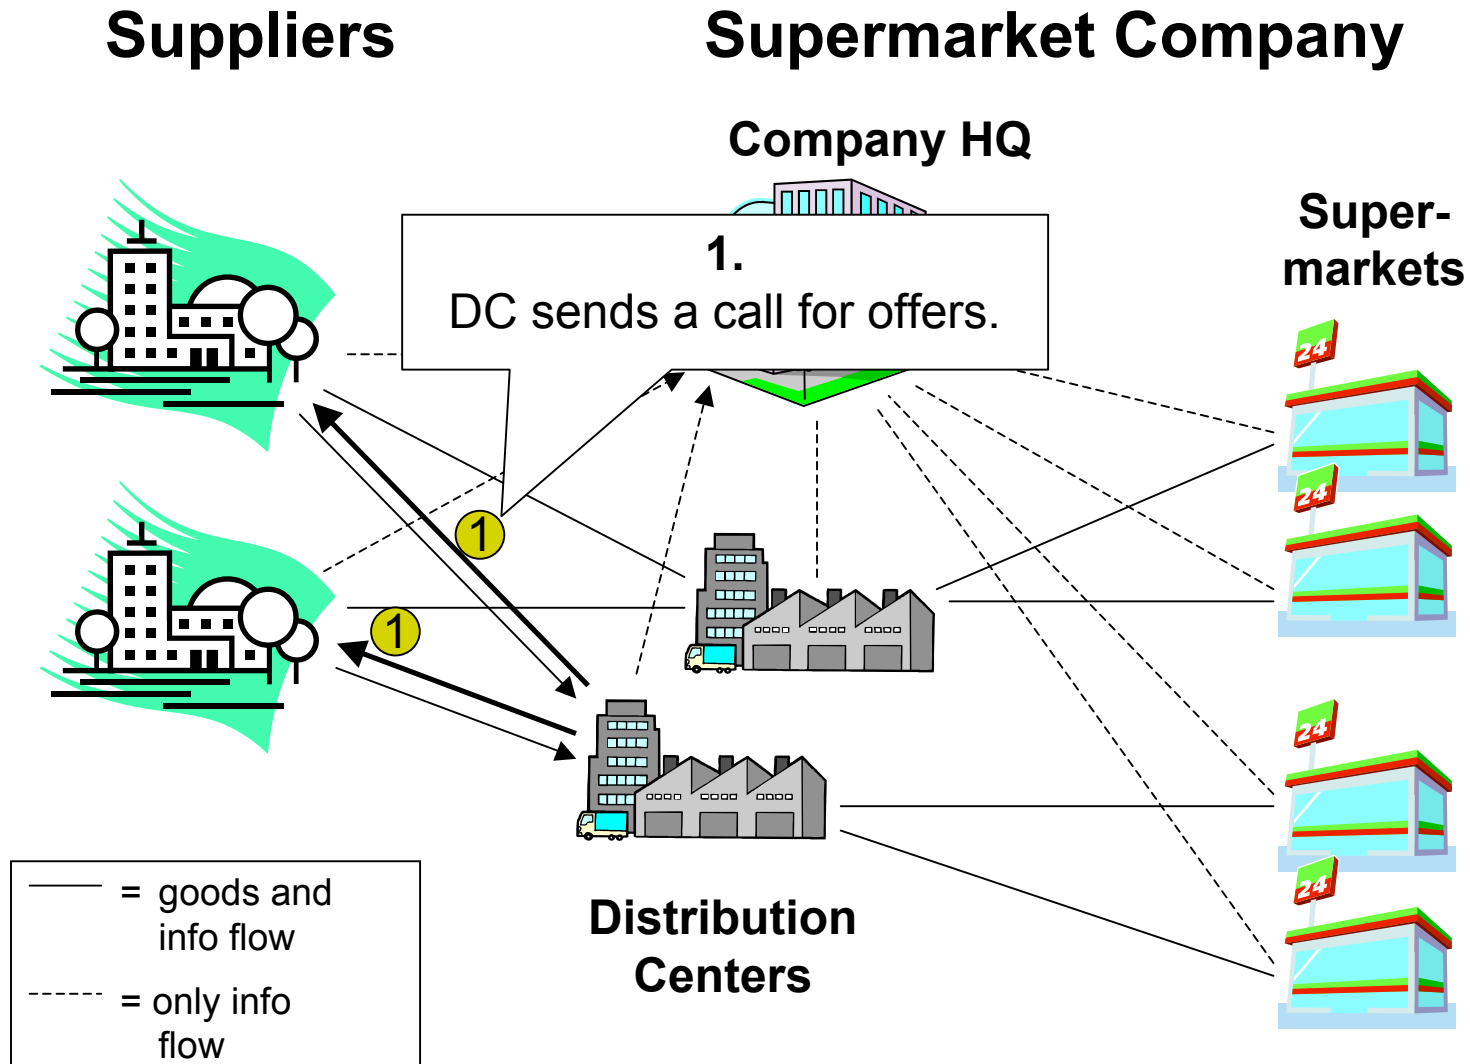 Suppliers
Supermarket Company
Company HQ
Super-
markets
1.
DC sends a call for offers.
24
24
1
1
24
24
Distribution
Centers
= goods and
info flow
= only info
flow